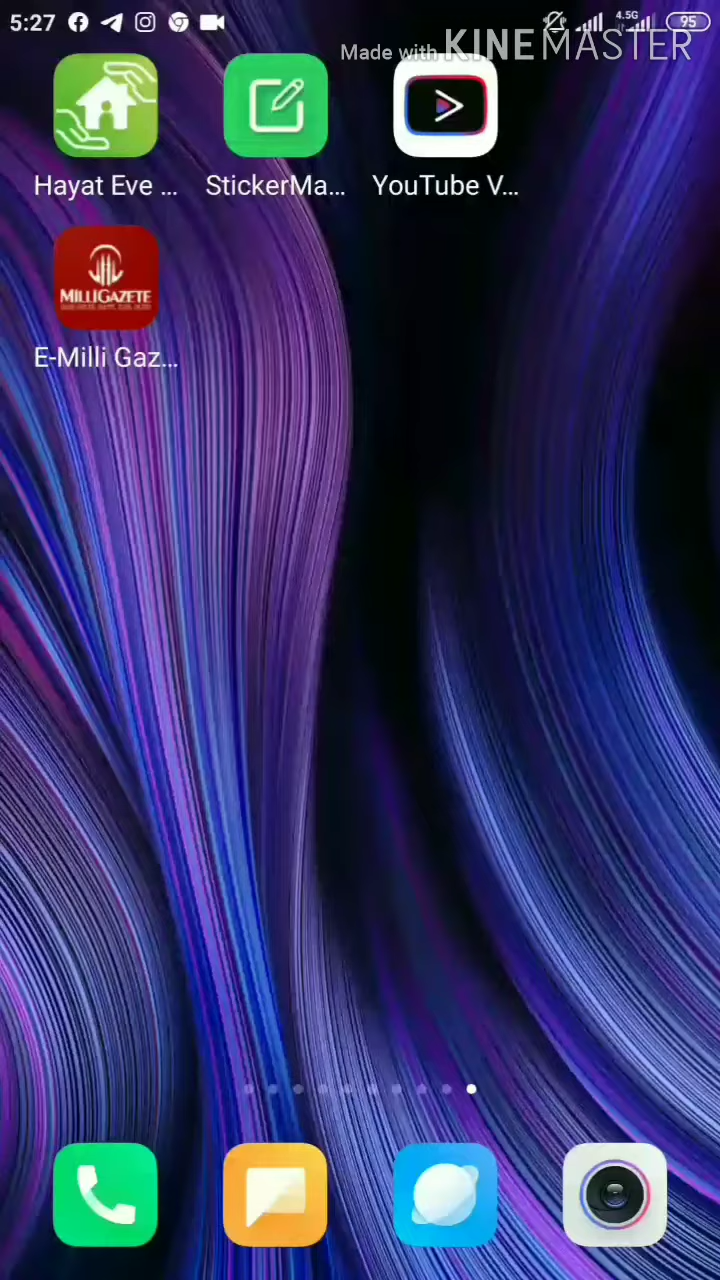 5:27
4.5G
95
Made with KINEMASTER
Hayat Eve ...
StickerMa...
YouTube V...
MILLIGAZETE
E-Milli Gaz...